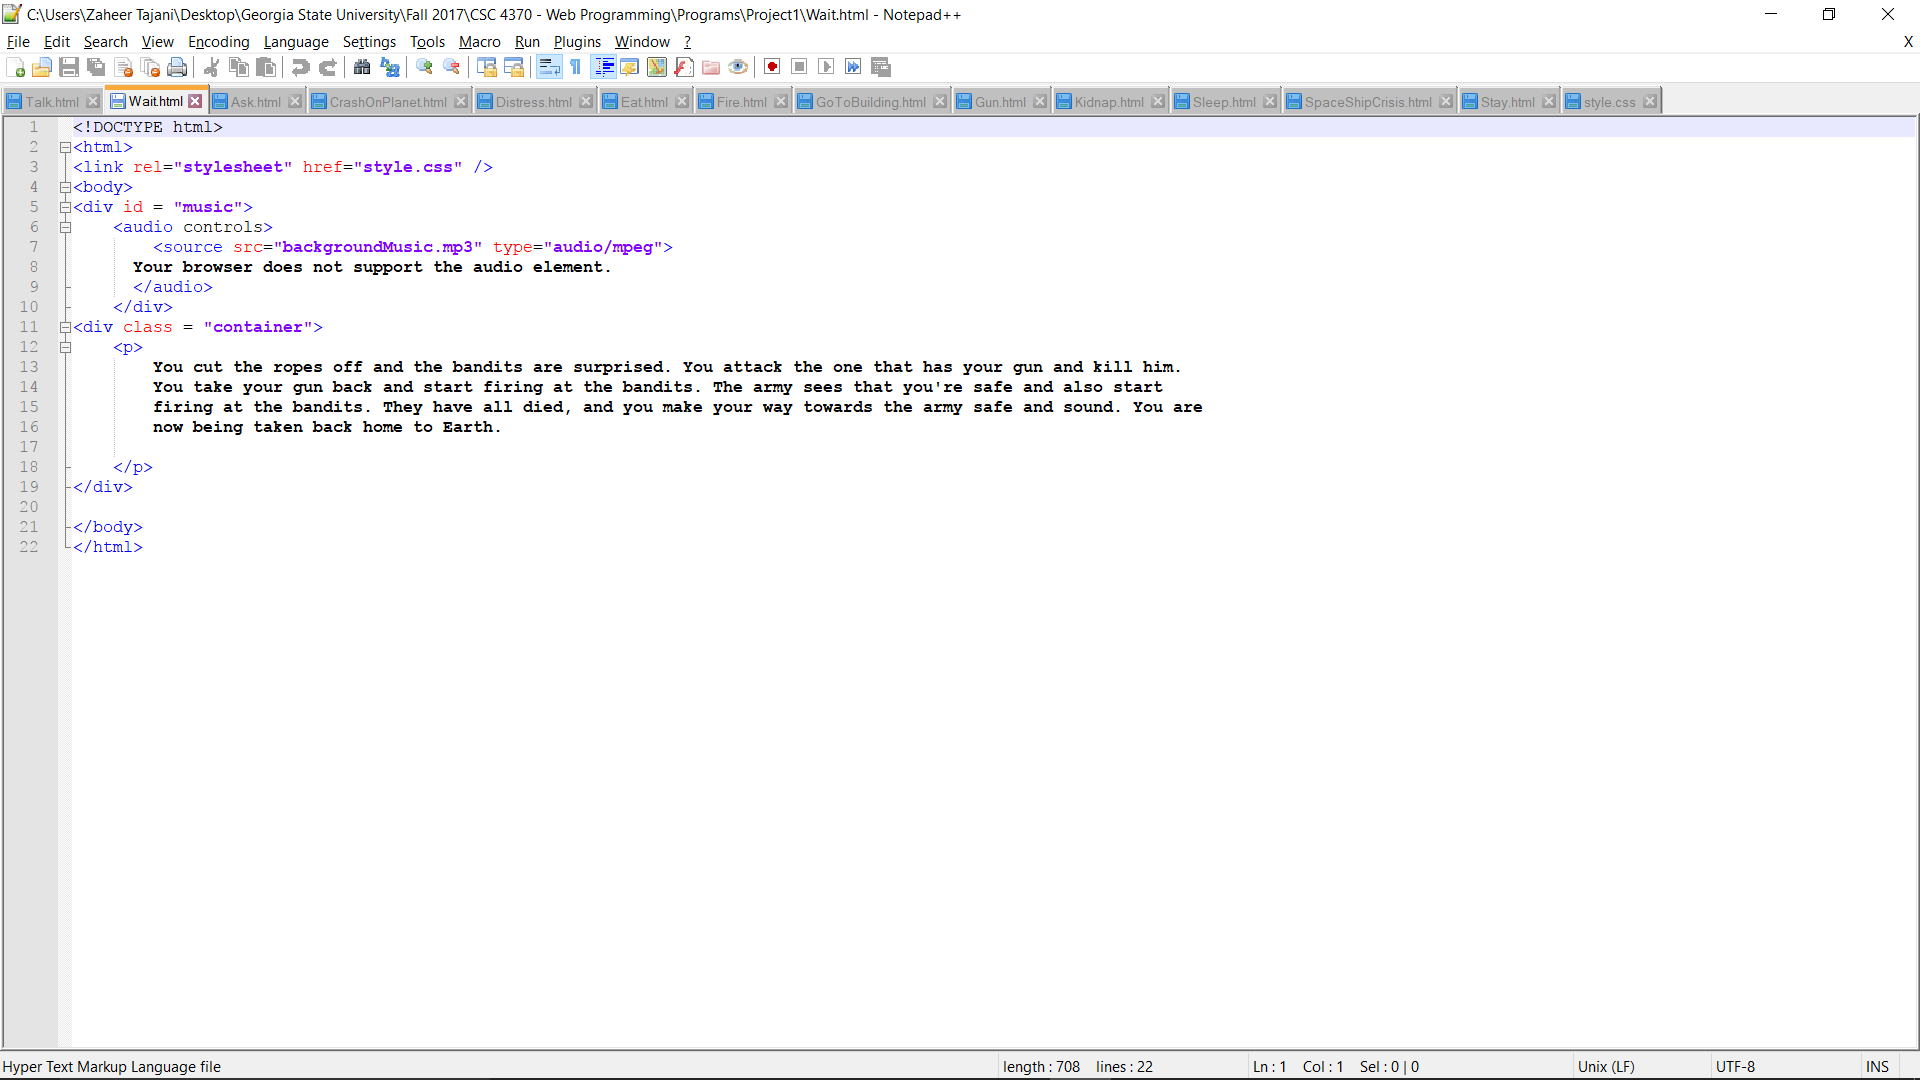 C:\Users\Zaheer Tajani\Desktop\Georgia State University\Fall 2017\CSC 4370 - Web Programming\Programs\Project1\Wait.html - Notepad++
File Edit Search View Encoding Language Settings Tools Macro Run Plugins Window ? X
Talk.html Wait.html Ask.html CrashOnPlanet.html Distress.html Eat.html Fire.html GoToBuilding.html Gun.html Kidnap.html Sleep.html SpaceShipCrisis.html Stay.html style.css
1 <!DOCTYPE html>
2 <html>
3 <link rel="stylesheet" href="style.css" />
4 <body>
5 <div id = "music">
6 <audio controls>
7 <source src="backgroundMusic.mp3" type="audio/mpeg">
8 Your browser does not support the audio element.
9 </audio>
10 </div>
11 <div class = "container">
12 <p>
13 You cut the ropes off and the bandits are surprised. You attack the one that has your gun and kill him.
14 You take your gun back and start firing at the bandits. The army sees that you're safe and also start
15 firing at the bandits. They have all died, and you make your way towards the army safe and sound. You are
16 now being taken back home to Earth.
17
18 </p>
19 </div>
20
21 </body>
22 </html>
Hyper Text Markup Language file length : 708 lines : 22 Ln : 1 Col : 1 Sel : 0 | 0 Unix (LF) UTF-8 INS